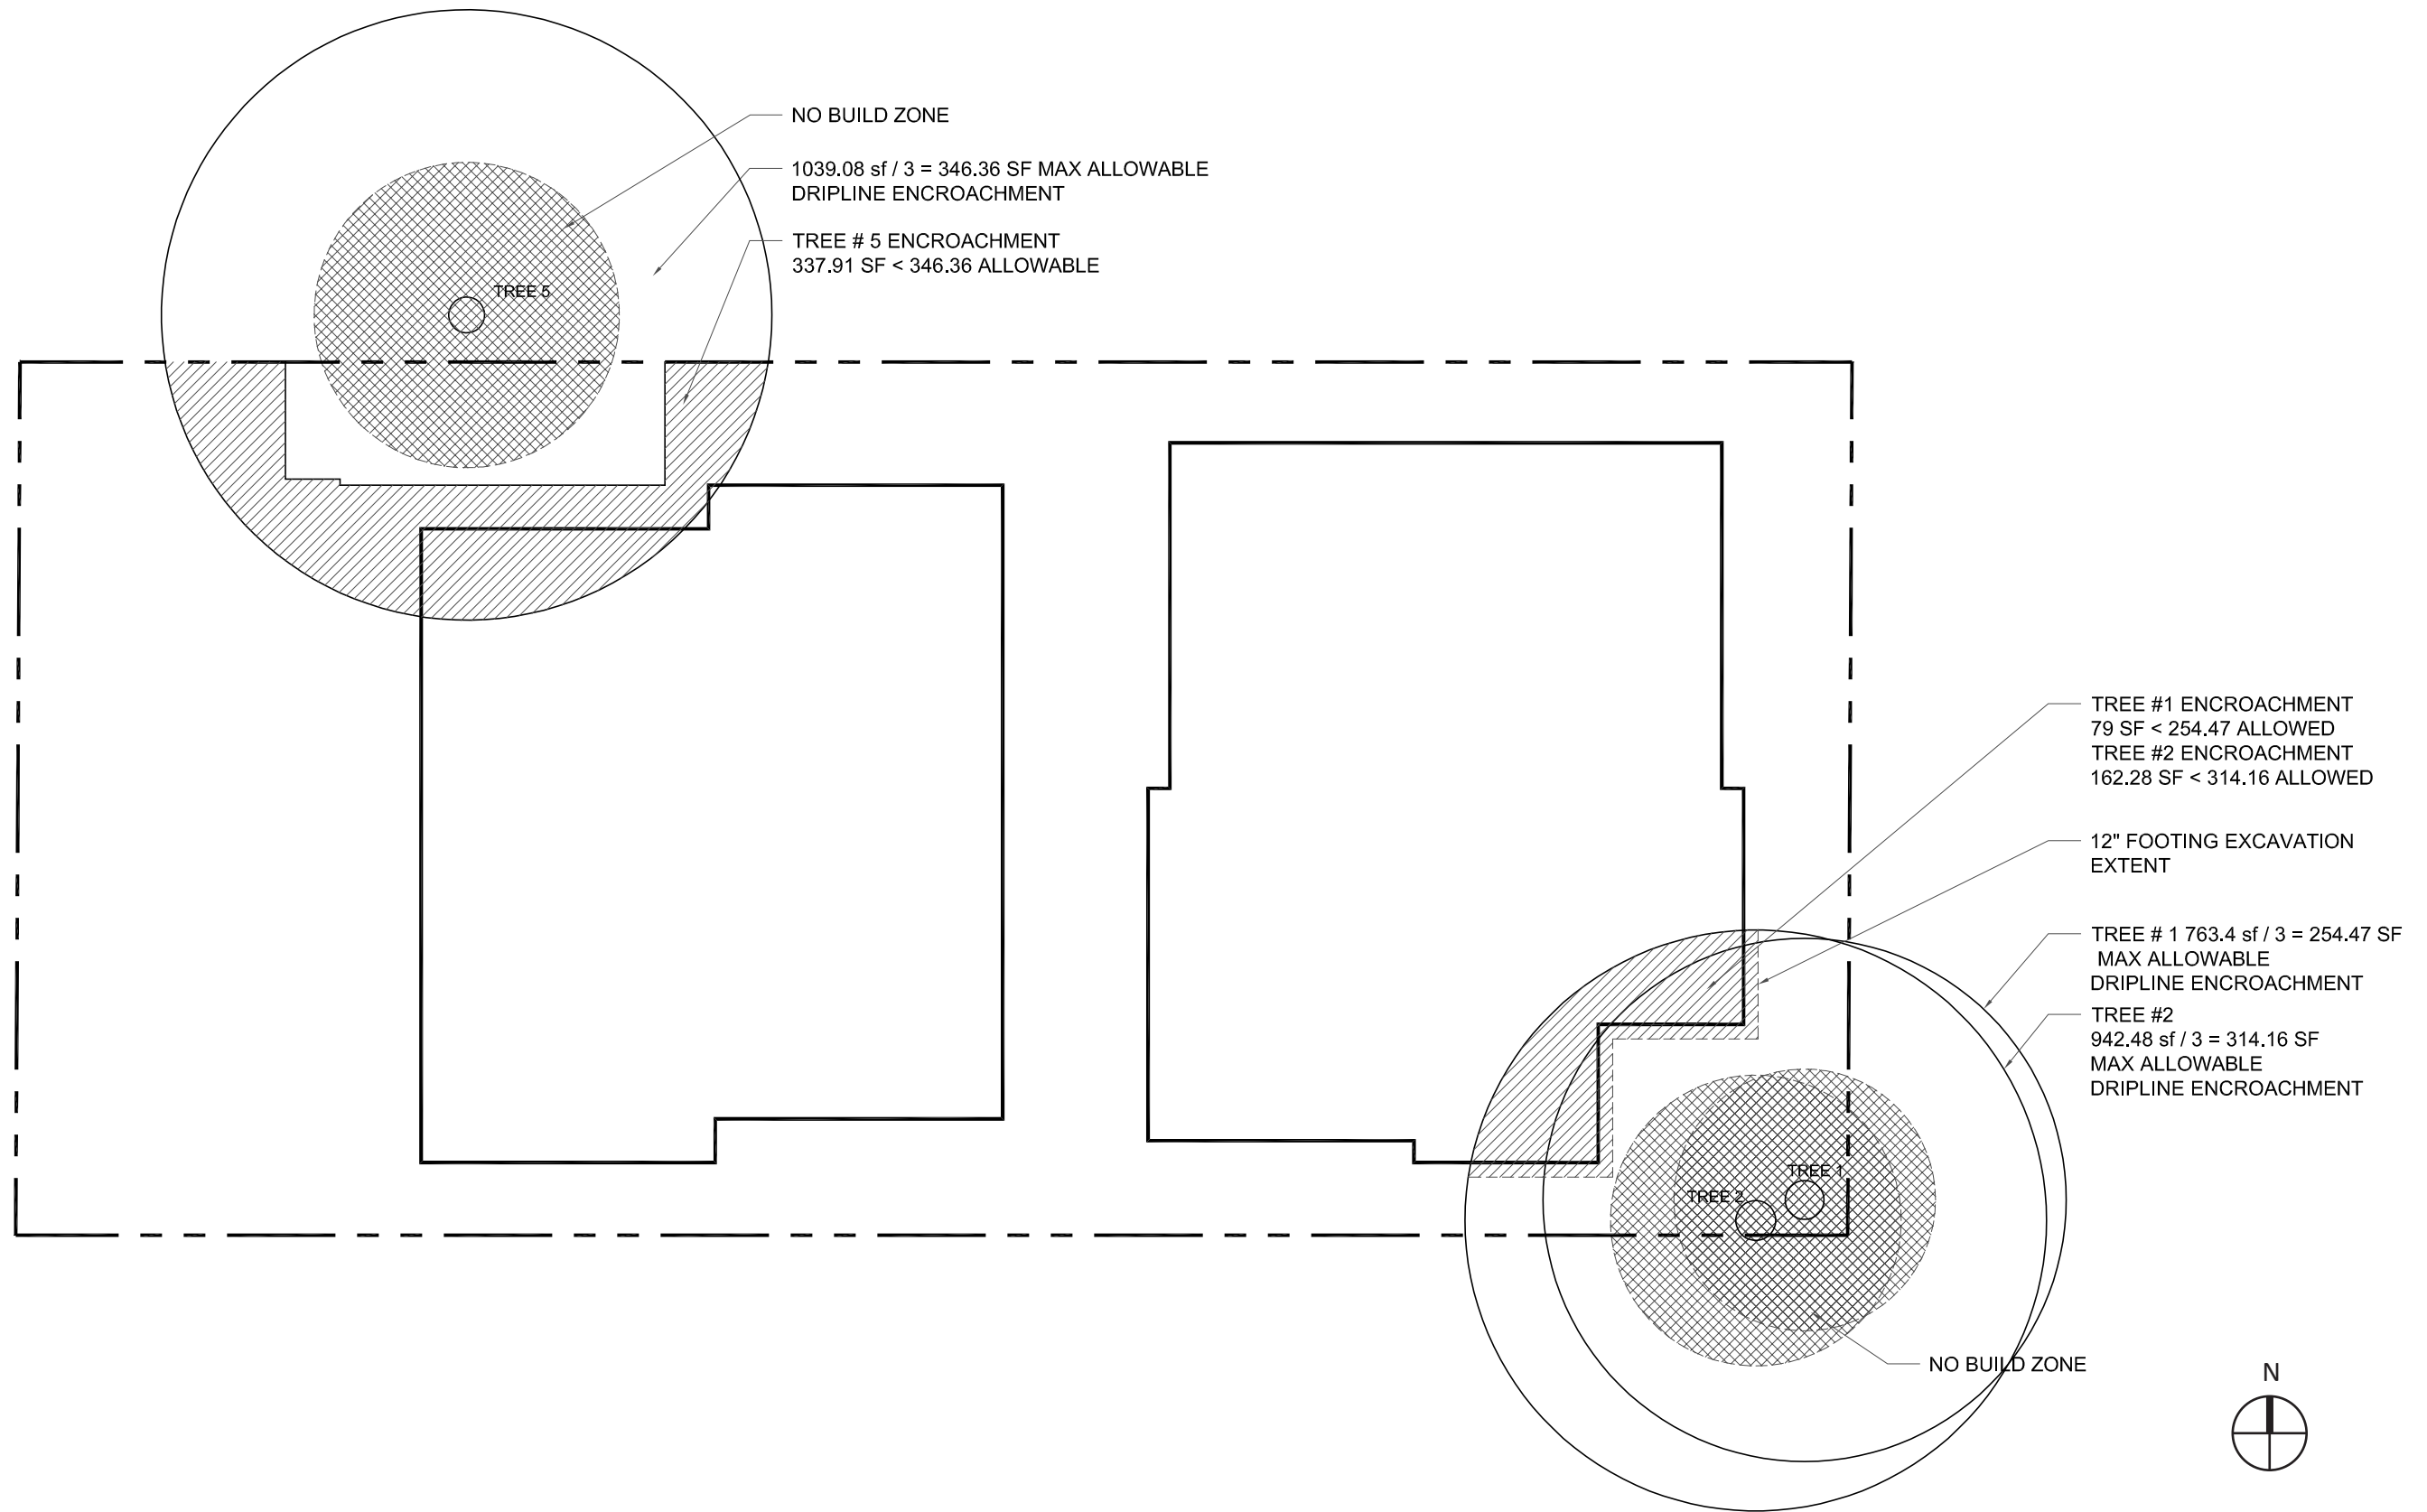 NO BUILD ZONE
1039.08 sf / 3 = 346.36 SF MAX ALLOWABLE
DRIPLINE ENCROACHMENT
TREE # 5 ENCROACHMENT
337.91 SF < 346.36 ALLOWABLE
TREE 5
TREE #1 ENCROACHMENT
79 SF < 254.47 ALLOWED
TREE #2 ENCROACHMENT
162.28 SF < 314.16 ALLOWED
12" FOOTING EXCAVATION
EXTENT
TREE # 1 763.4 sf / 3 = 254.47 SF
MAX ALLOWABLE
DRIPLINE ENCROACHMENT
TREE #2
942.48 sf / 3 = 314.16 SF
MAX ALLOWABLE
DRIPLINE ENCROACHMENT
TREE 1
TREE 2
NO BUILD ZONE
N